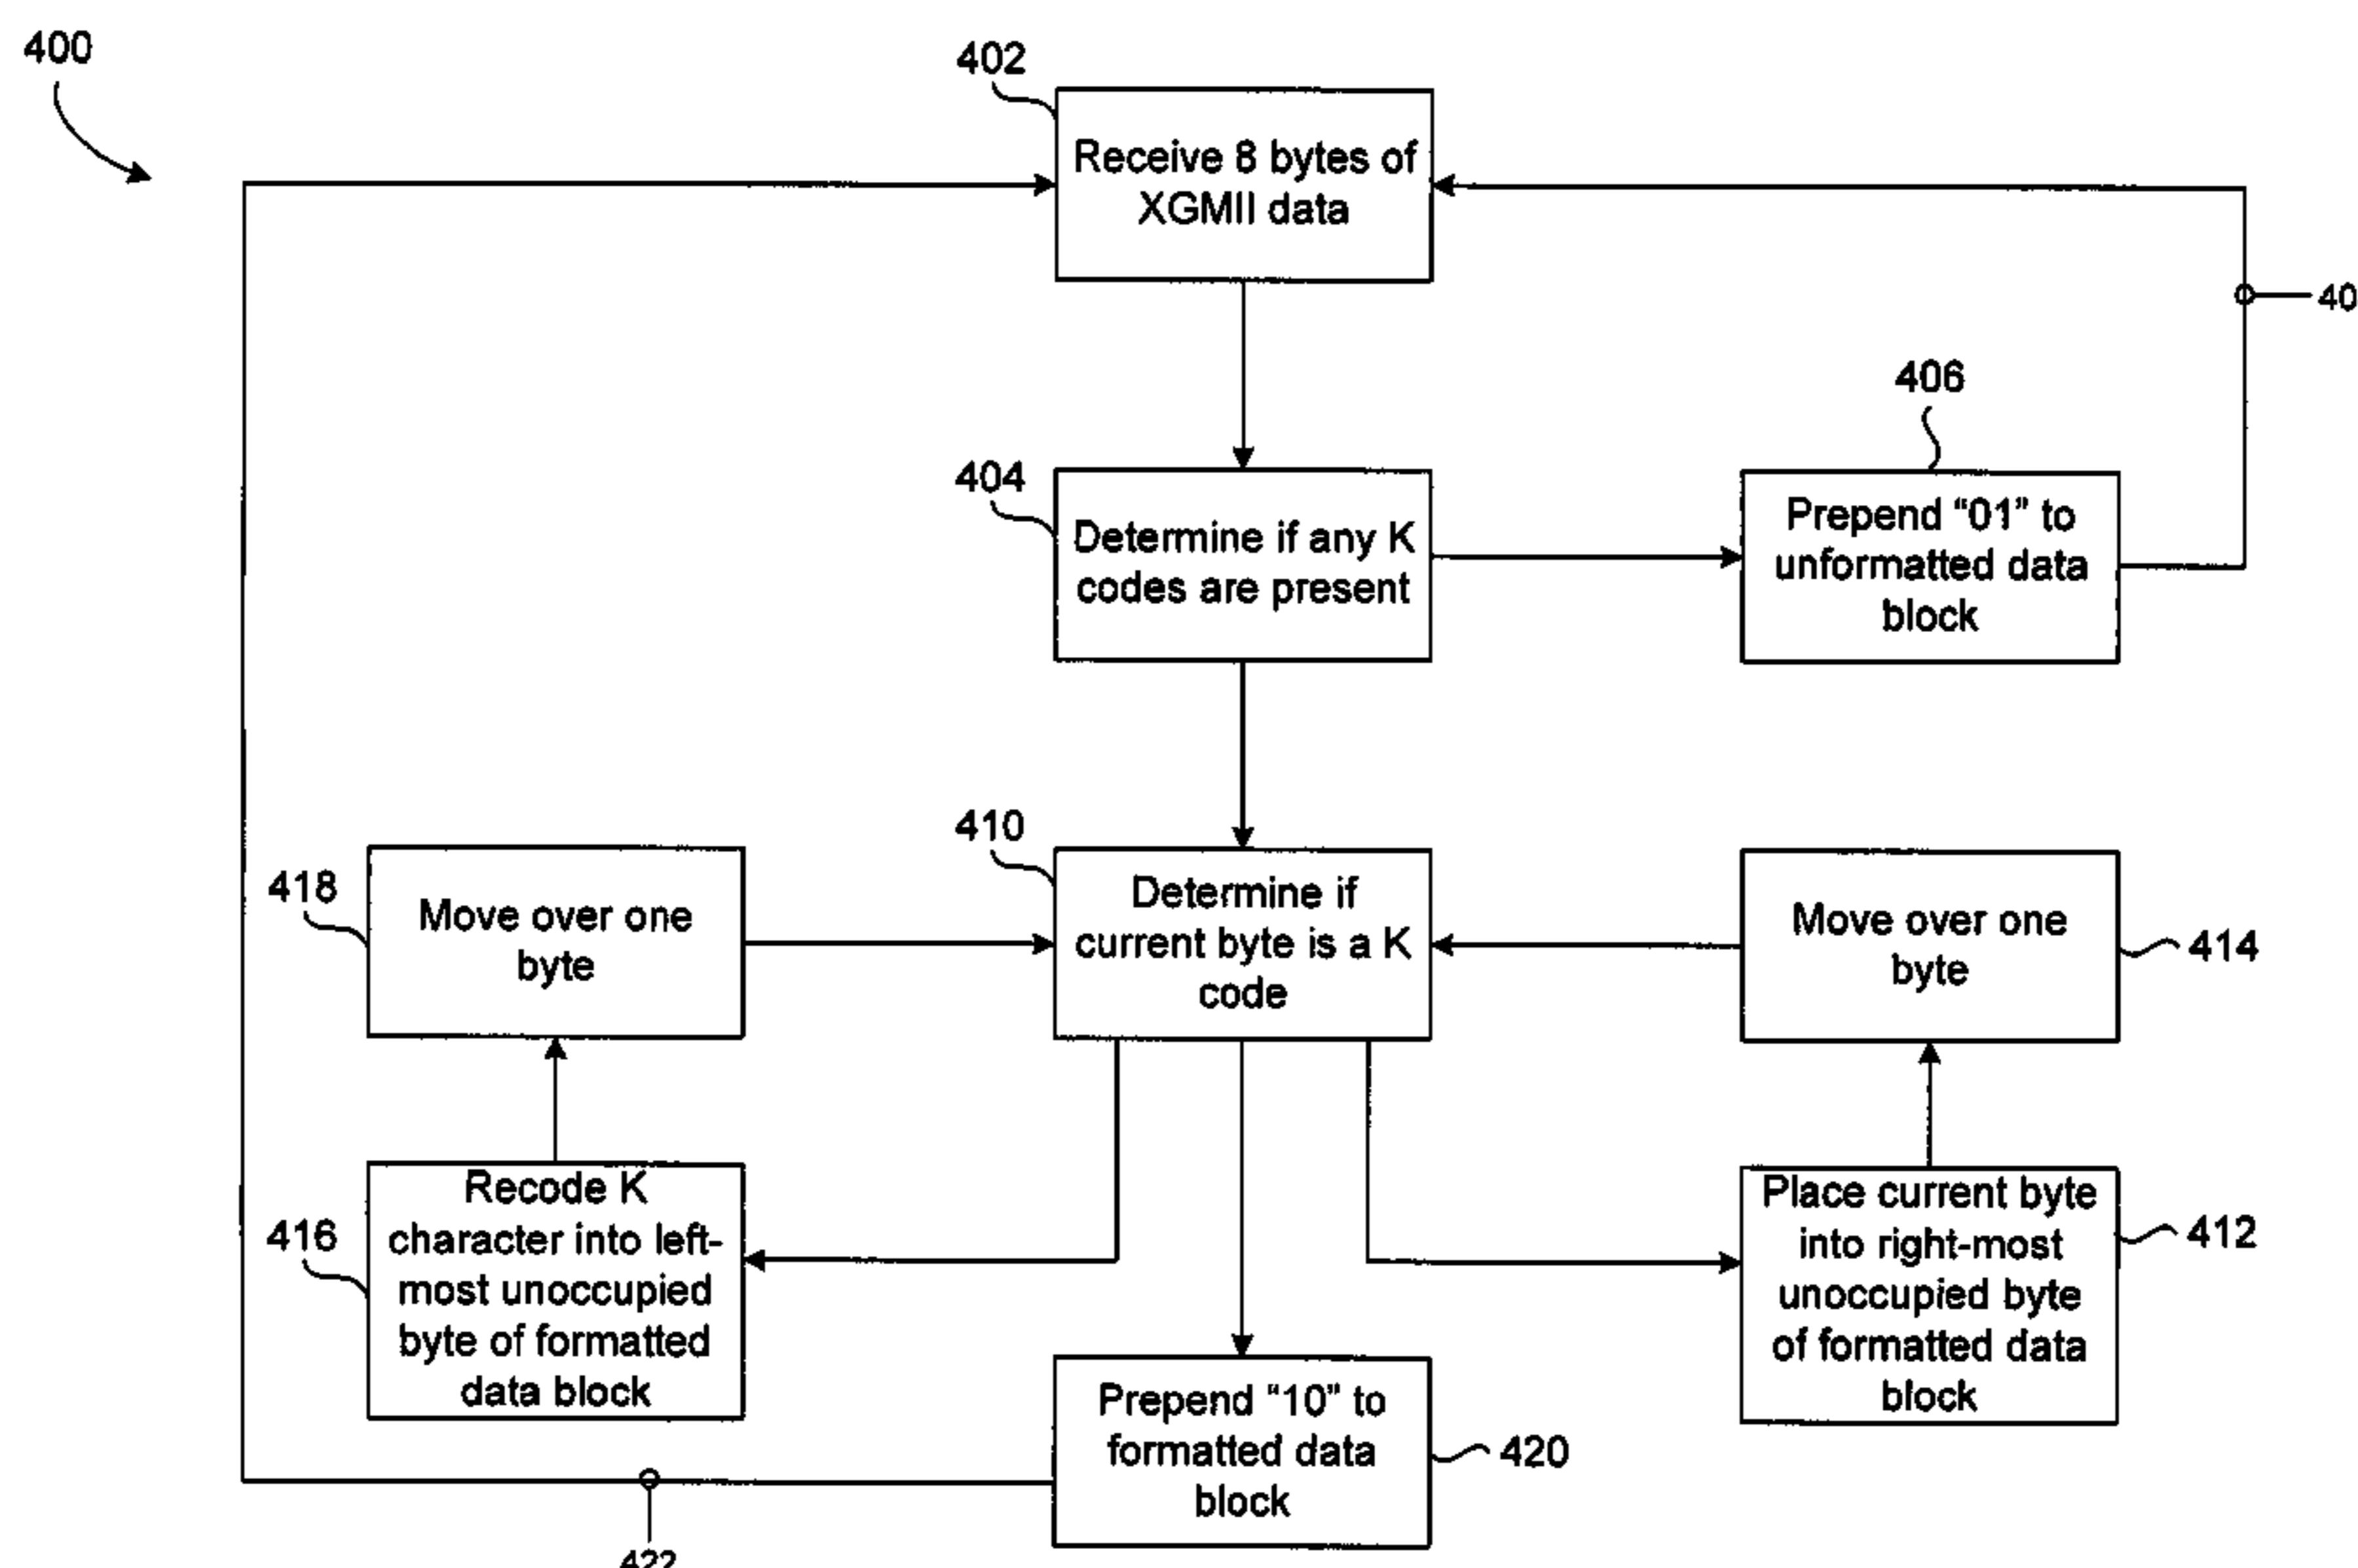 400
402
Receive 8 bytes of
XGMII data
40
406
404
Determine if any K
codes are present
Prepend “01” to
unformatted data
block
410
418
Move over one
byte
Determine if
current byte is a K
code
Move over one
byte
414
416
Recode K
character into left-
most unoccupied
byte of formatted
data block
Place current byte
into right-most
unoccupied byte
of formatted data
block
412
Prepend “10” to
formatted data
block
420
422